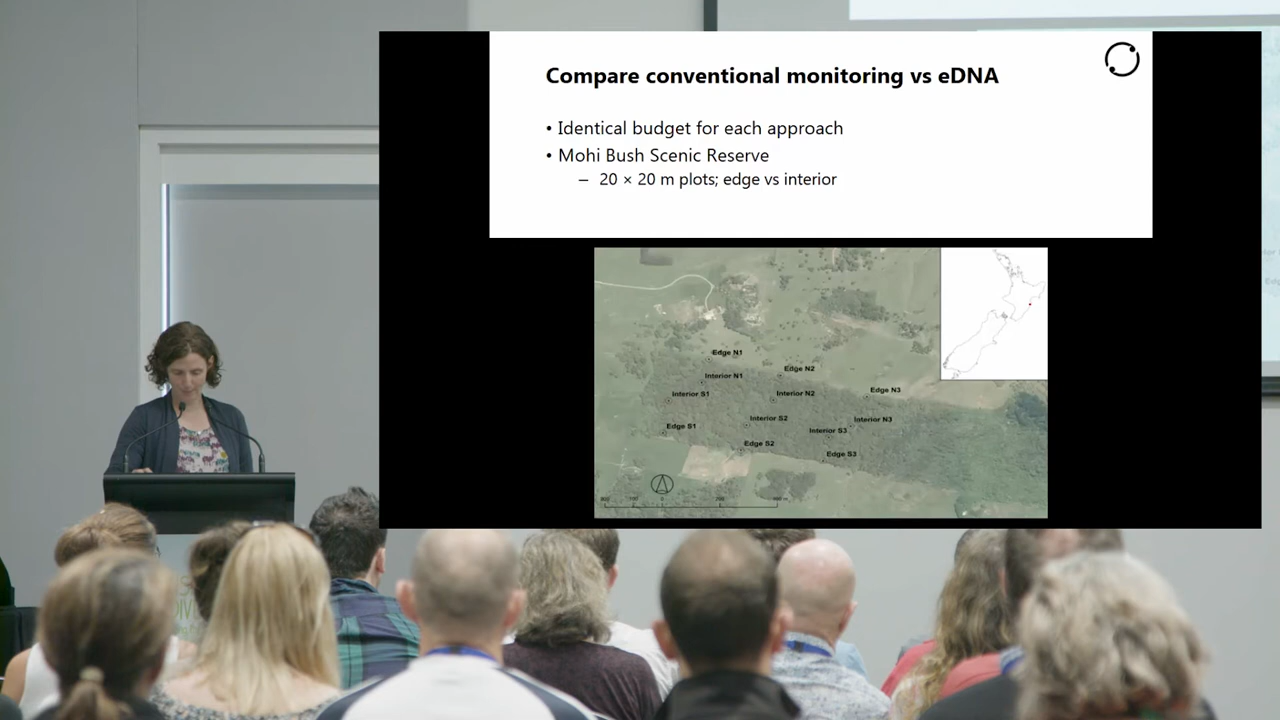 Compare conventional monitoring vs eDNA
• Identical budget for each approach
• Mohi Bush Scenic Reserve
– 20 × 20 m plots; edge vs interior
Edge N1
Edge N2
Interior N1
Edge N3
Interior S1
Interior N2
Interior S2
Interior N3
Edge S1
Interior S3
Edge S2
Edge S3